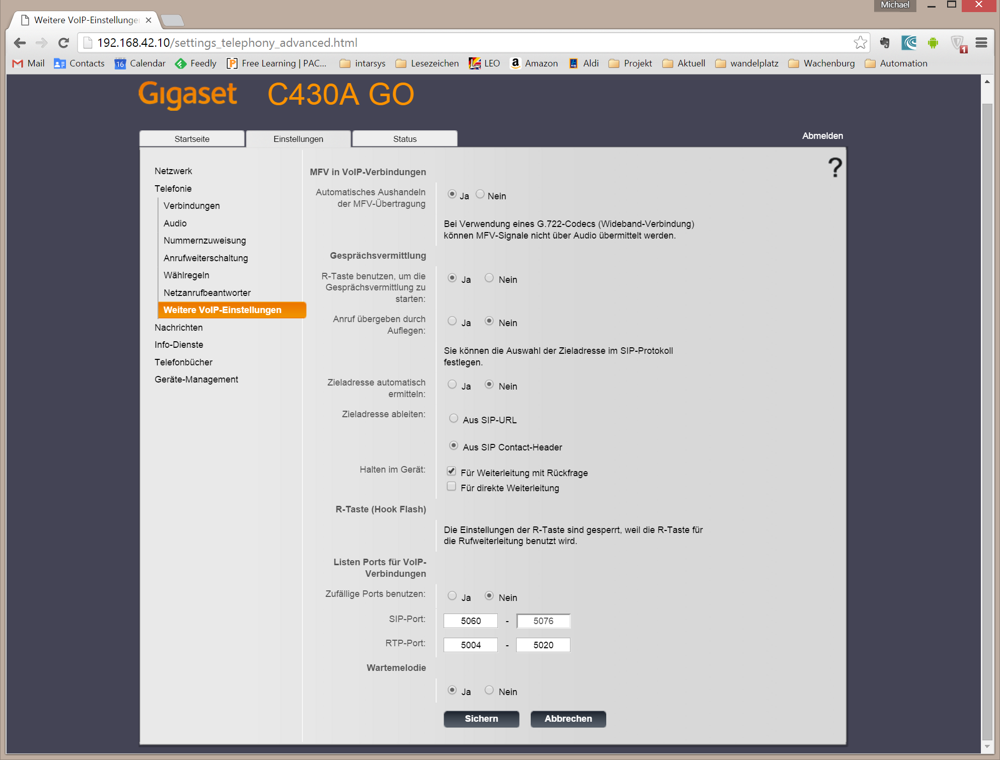 Michael
Weitere VoIP-Einstellunge
192.168.42.10/settings_telephony_advanced.html
1
Mail Contacts 16 Calendar Feedly Free Learning | PAC... intarsys Lesezeichen LEO Amazon Aldi Projekt Aktuell wandelplatz Wachenburg Automation
Gigaset C430A GO
Startseite Einstellungen Status Abmelden
?
Netzwerk
Telefonie
Verbindungen
Audio
Nummernzuweisung
Anrufweiterschaltung
Wählregeln
Netzanrufbeantworter
Weitere VoIP-Einstellungen
Nachrichten
Info-Dienste
Telefonbücher
Geräte-Management
MFV in VoIP-Verbindungen
Automatisches Aushandeln
der MFV-Übertragung
Ja Nein
Bei Verwendung eines G.722-Codecs (Wideband-Verbindung)
können MFV-Signale nicht über Audio übermittelt werden.
Gesprächsvermittlung
R-Taste benutzen, um die
Gesprächsvermittlung zu
starten:
Ja Nein
Anruf übergeben durch
Auflegen:
Ja Nein
Sie können die Auswahl der Zieladresse im SIP-Protokoll
festlegen.
Zieladresse automatisch
ermitteln:
Ja Nein
Zieladresse ableiten:
Aus SIP-URL
Aus SIP Contact-Header
Halten im Gerät:
Für Weiterleitung mit Rückfrage
Für direkte Weiterleitung
R-Taste (Hook Flash)
Die Einstellungen der R-Taste sind gesperrt, weil die R-Taste für
die Rufweiterleitung benutzt wird.
Listen Ports für VoIP-
Verbindungen
Zufällige Ports benutzen:
Ja Nein
SIP-Port: 5060 - 5076
RTP-Port: 5004 - 5020
Wartemelodie
Ja Nein
Sichern Abbrechen